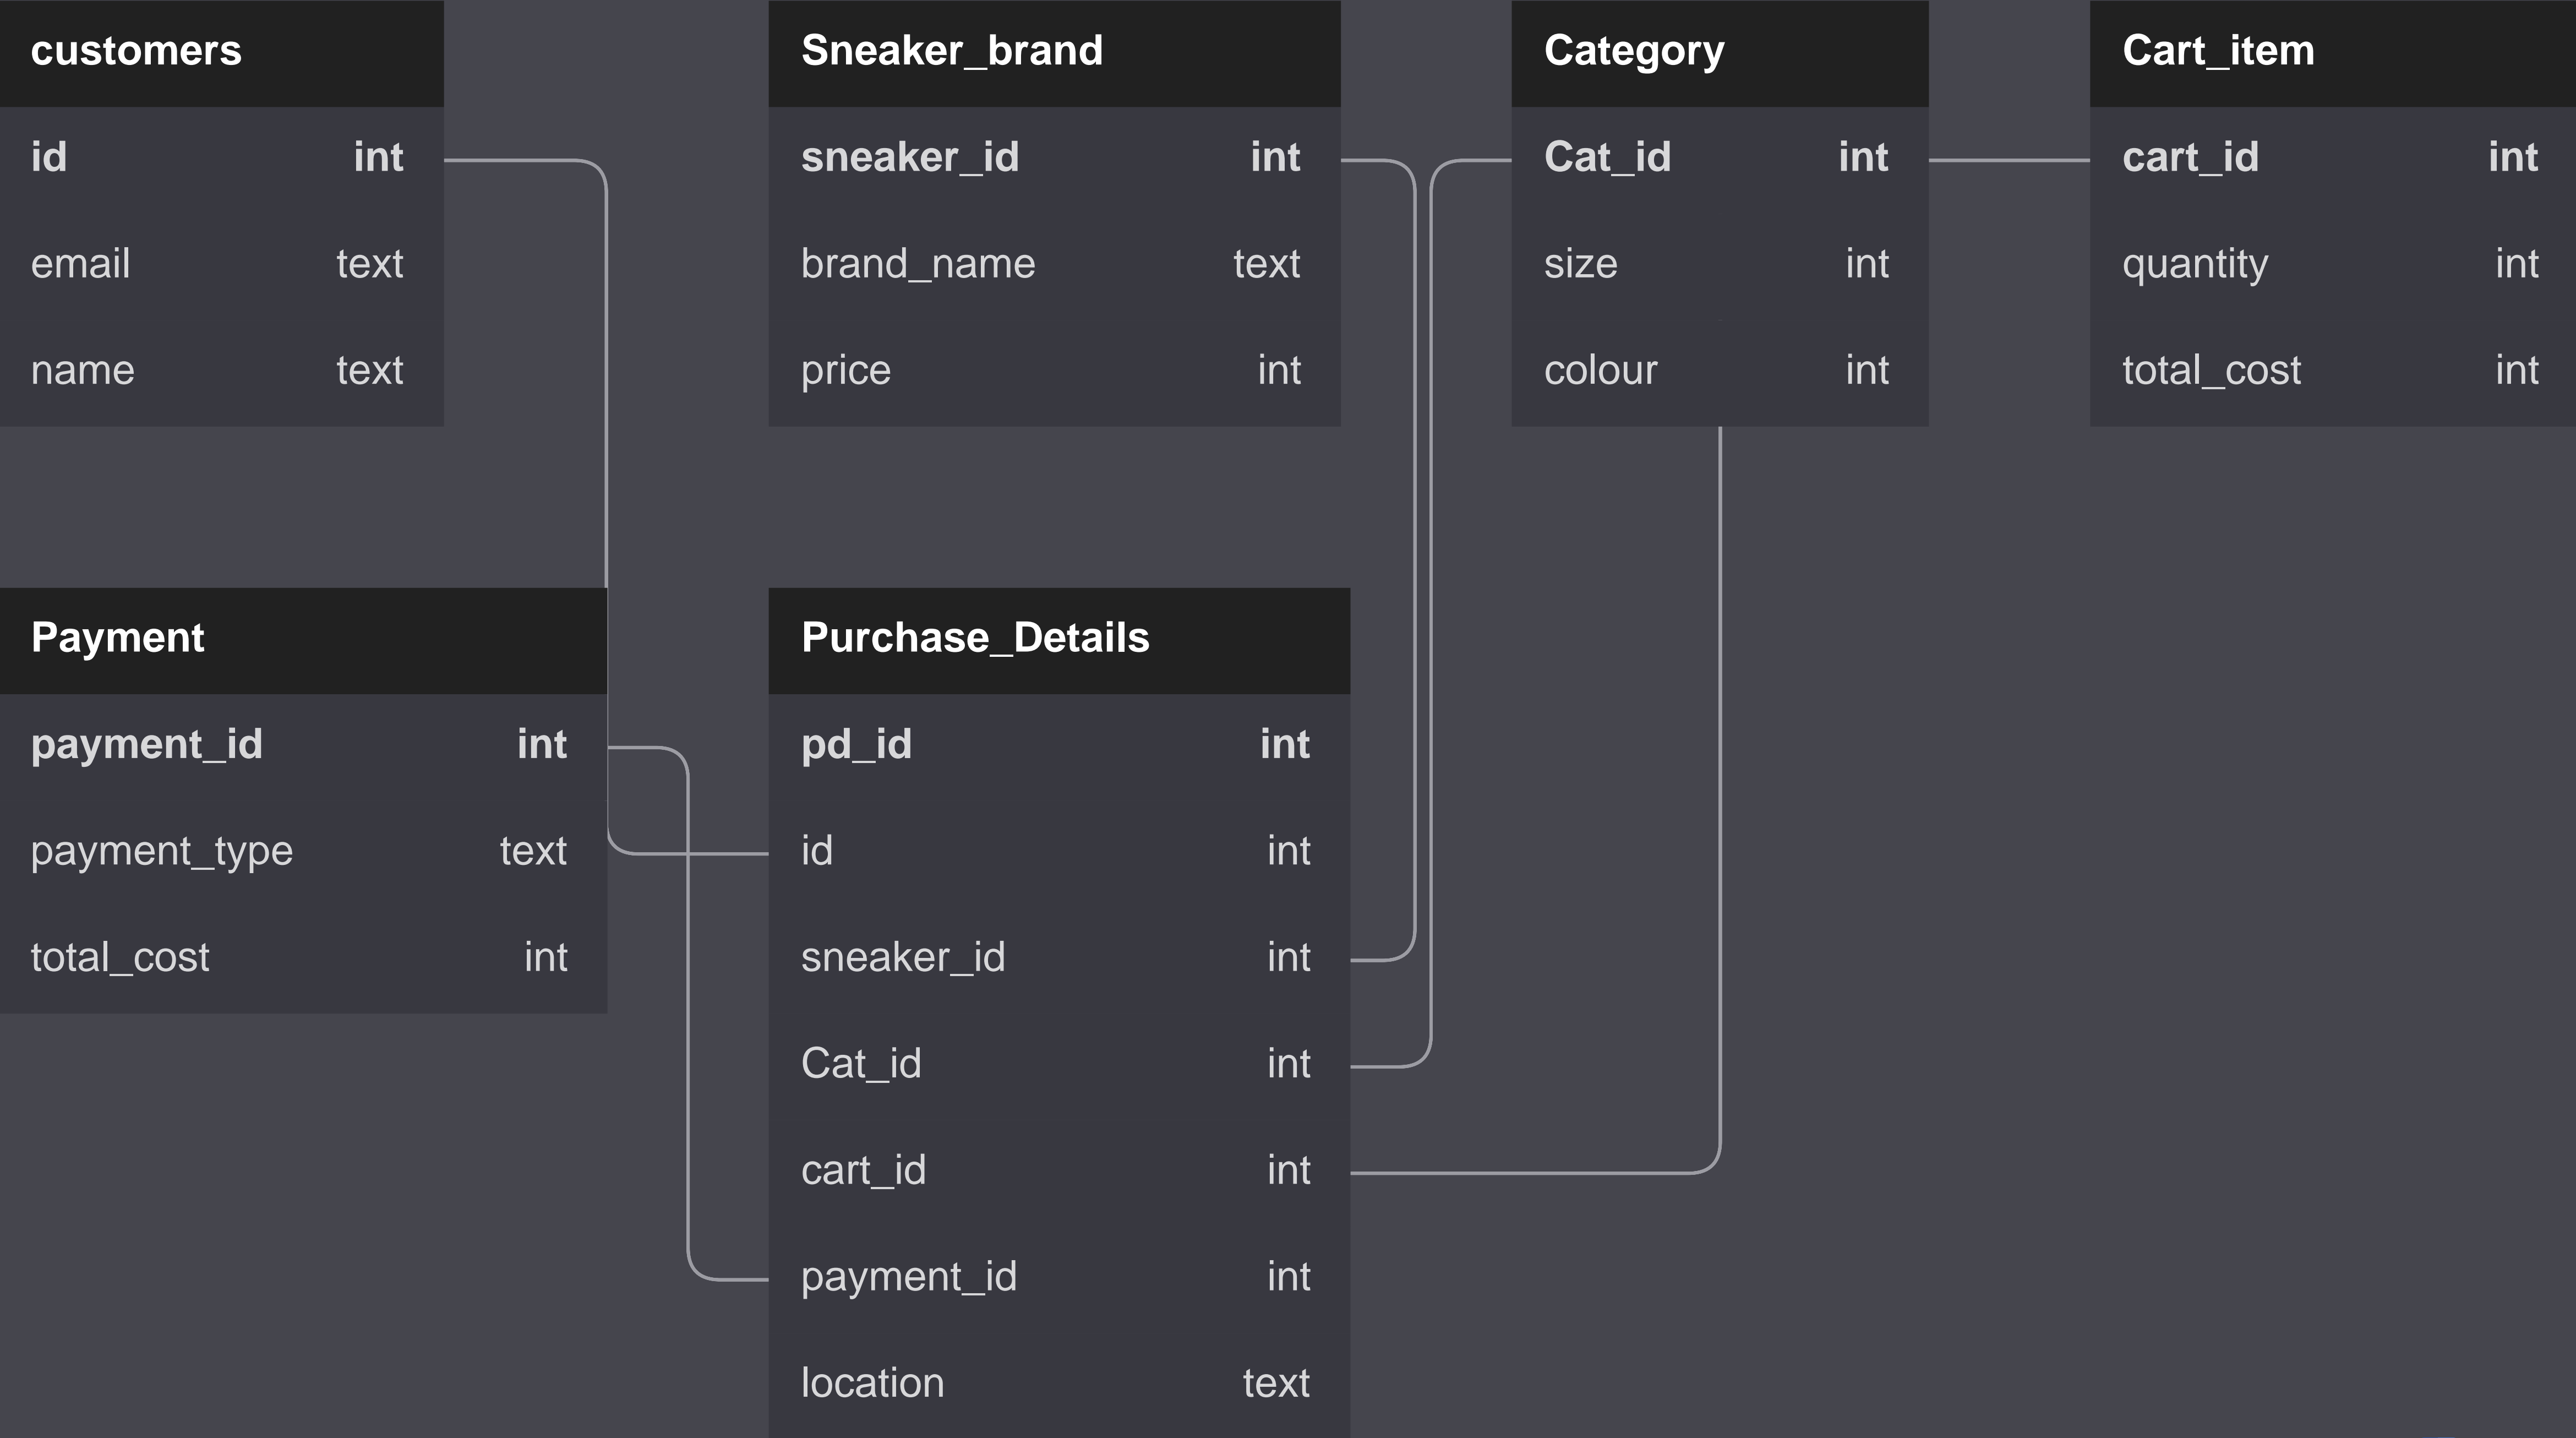 customers
id int
email text
name text
Sneaker_brand
sneaker_id int
brand_name text
price int
Category
Cat_id int
size int
colour int
Cart_item
cart_id int
quantity int
total_cost int
Payment
payment_id int
payment_type text
total_cost int
Purchase_Details
pd_id int
id int
sneaker_id int
Cat_id int
cart_id int
payment_id int
location text